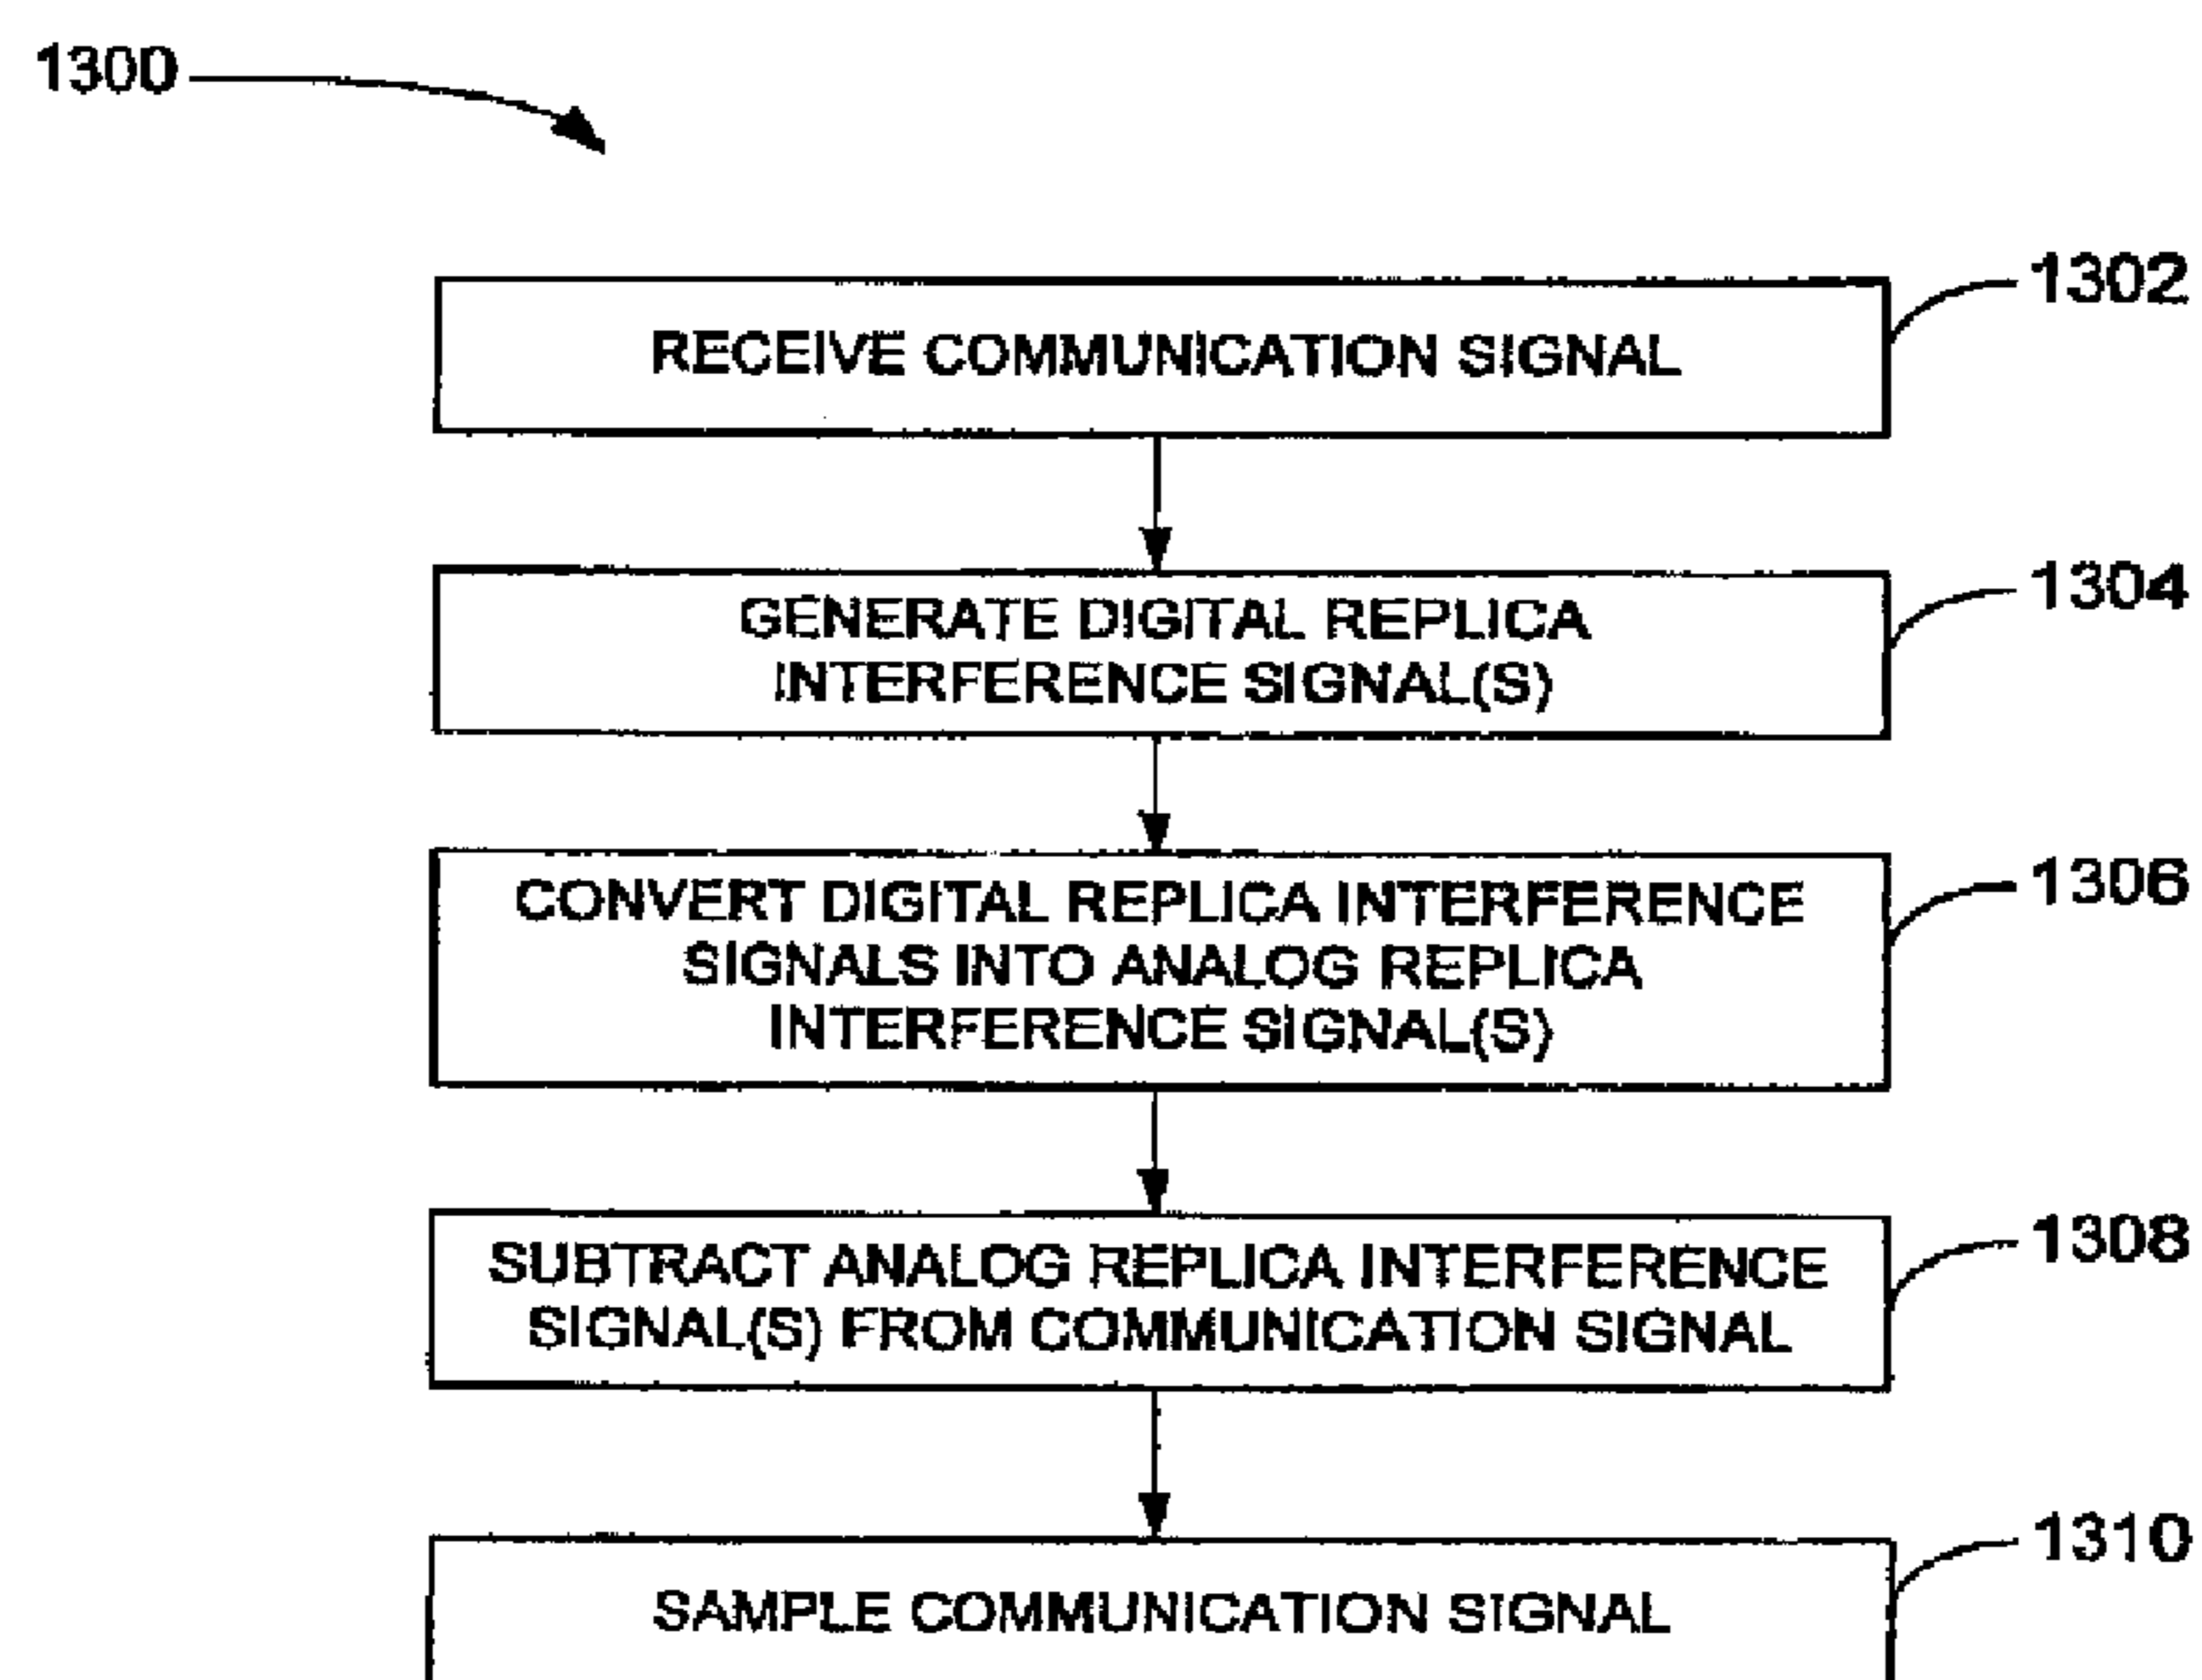 1300
RECEIVE COMMUNICATION SIGNAL
1302
GENERATE DIGITAL REPLICA
INTERFERENCE SIGNAL(S)
1304
CONVERT DIGITAL REPLICA INTERFERENCE
SIGNALS INTO ANALOG REPLICA
INTERFERENCE SIGNAL(S)
1306
SUBTRACT ANALOG REPLICA INTERFERENCE
SIGNAL(S) FROM COMMUNICATION SIGNAL
1308
SAMPLE COMMUNICATION SIGNAL
1310